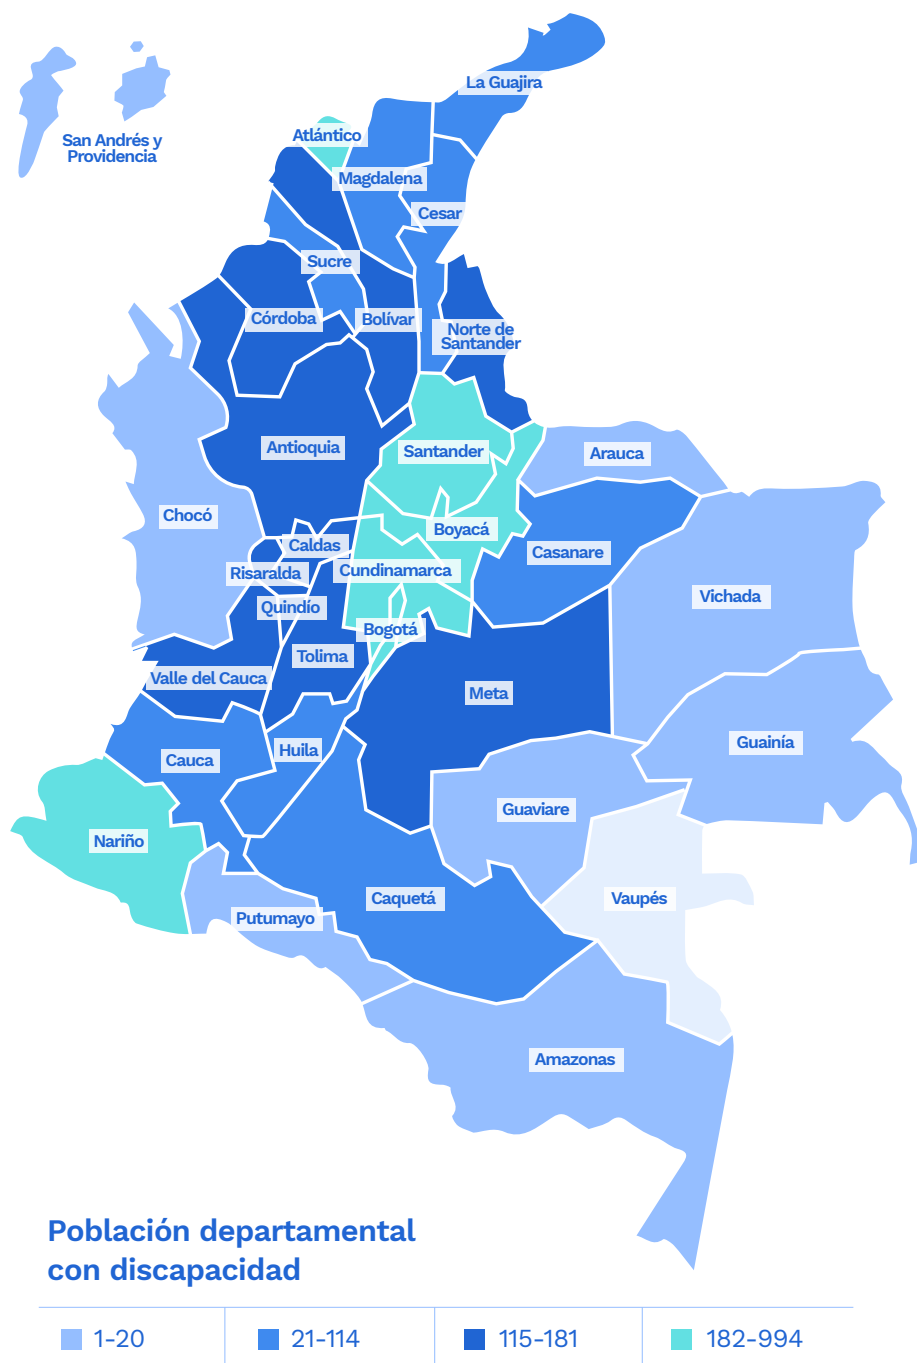 La Guajira
Atlántico
San Andrés y
Providencia
Magdalena
Cesar
Sucre
Córdoba
Bolívar
Norte de
Santander
Antioquia
Santander
Arauca
Chocó
Boyacá
Caldas
Casanare
Risaralda
Cundinamarca
Vichada
Quindío
Bogotá
Tolima
Valle del Cauca
Meta
Guainía
Huila
Cauca
Guaviare
Nariño
Caquetá
Vaupés
Putumayo
Amazonas
Población departamental
con discapacidad
1-20
21-114
115-181
182-994